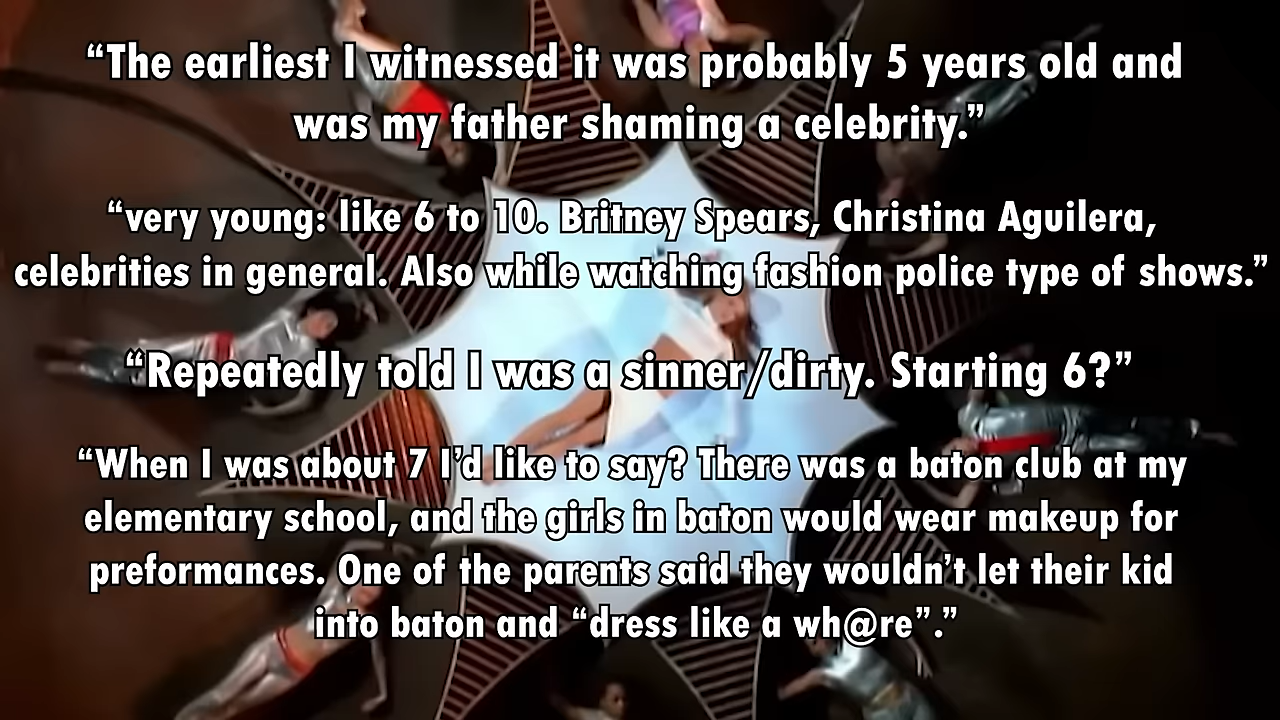 “The earliest I witnessed it was probably 5 years old and
was my father shaming a celebrity.”
“very young: like 6 to 10. Britney Spears, Christina Aguilera,
celebrities in general. Also while watching fashion police type of shows.”
“Repeatedly told I was a sinner/dirty. Starting 6?”
“When I was about 7 I’d like to say? There was a baton club at my
elementary school, and the girls in baton would wear makeup for
preformances. One of the parents said they wouldn’t let their kid
into baton and “dress like a wh@re”.”